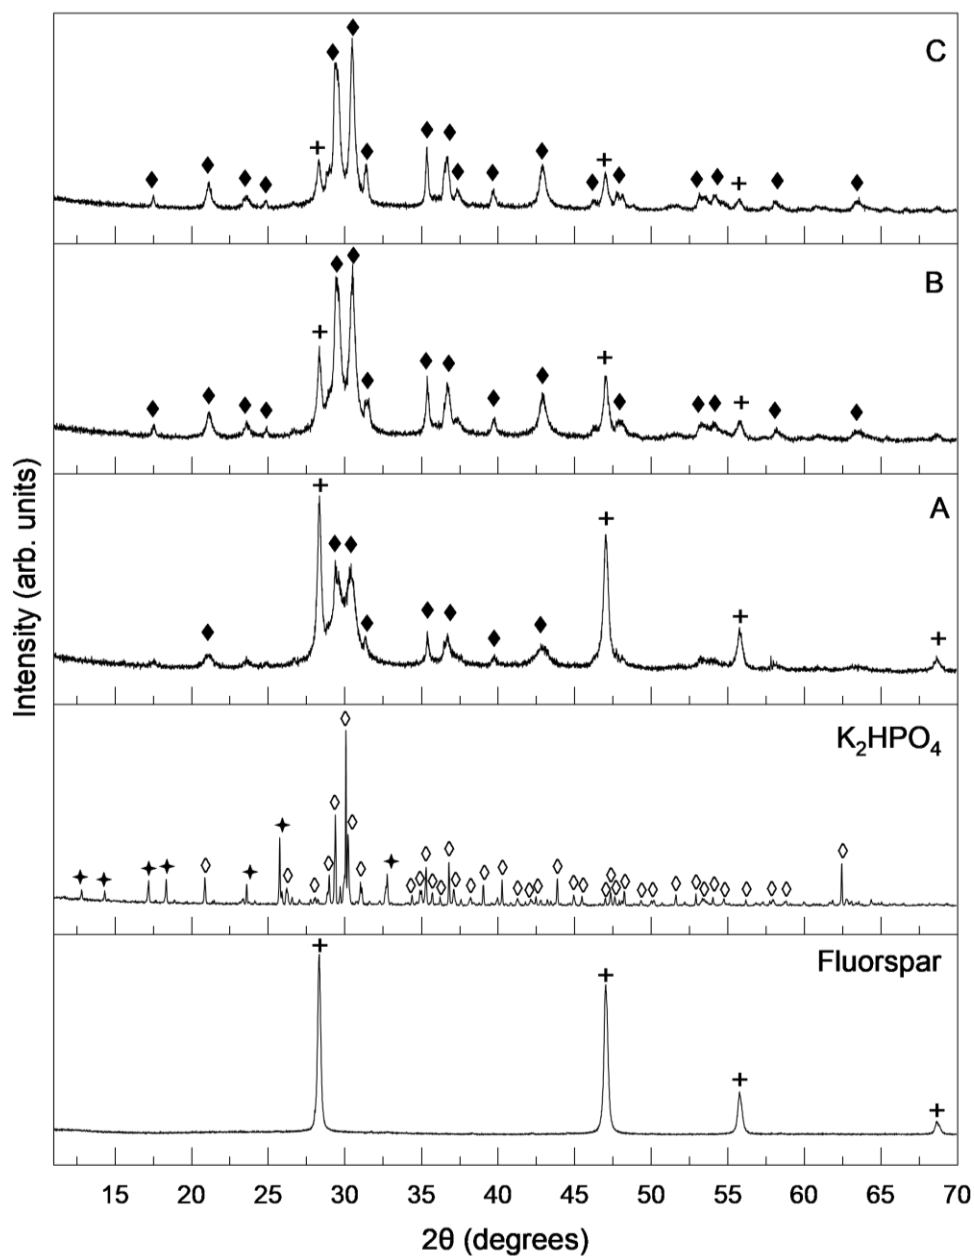 C
B
A
K₂HPO₄
Fluorspar
Intensity (arb. units)
15 20 25 30 35 40 45 50 55 60 65 70
2θ (degrees)